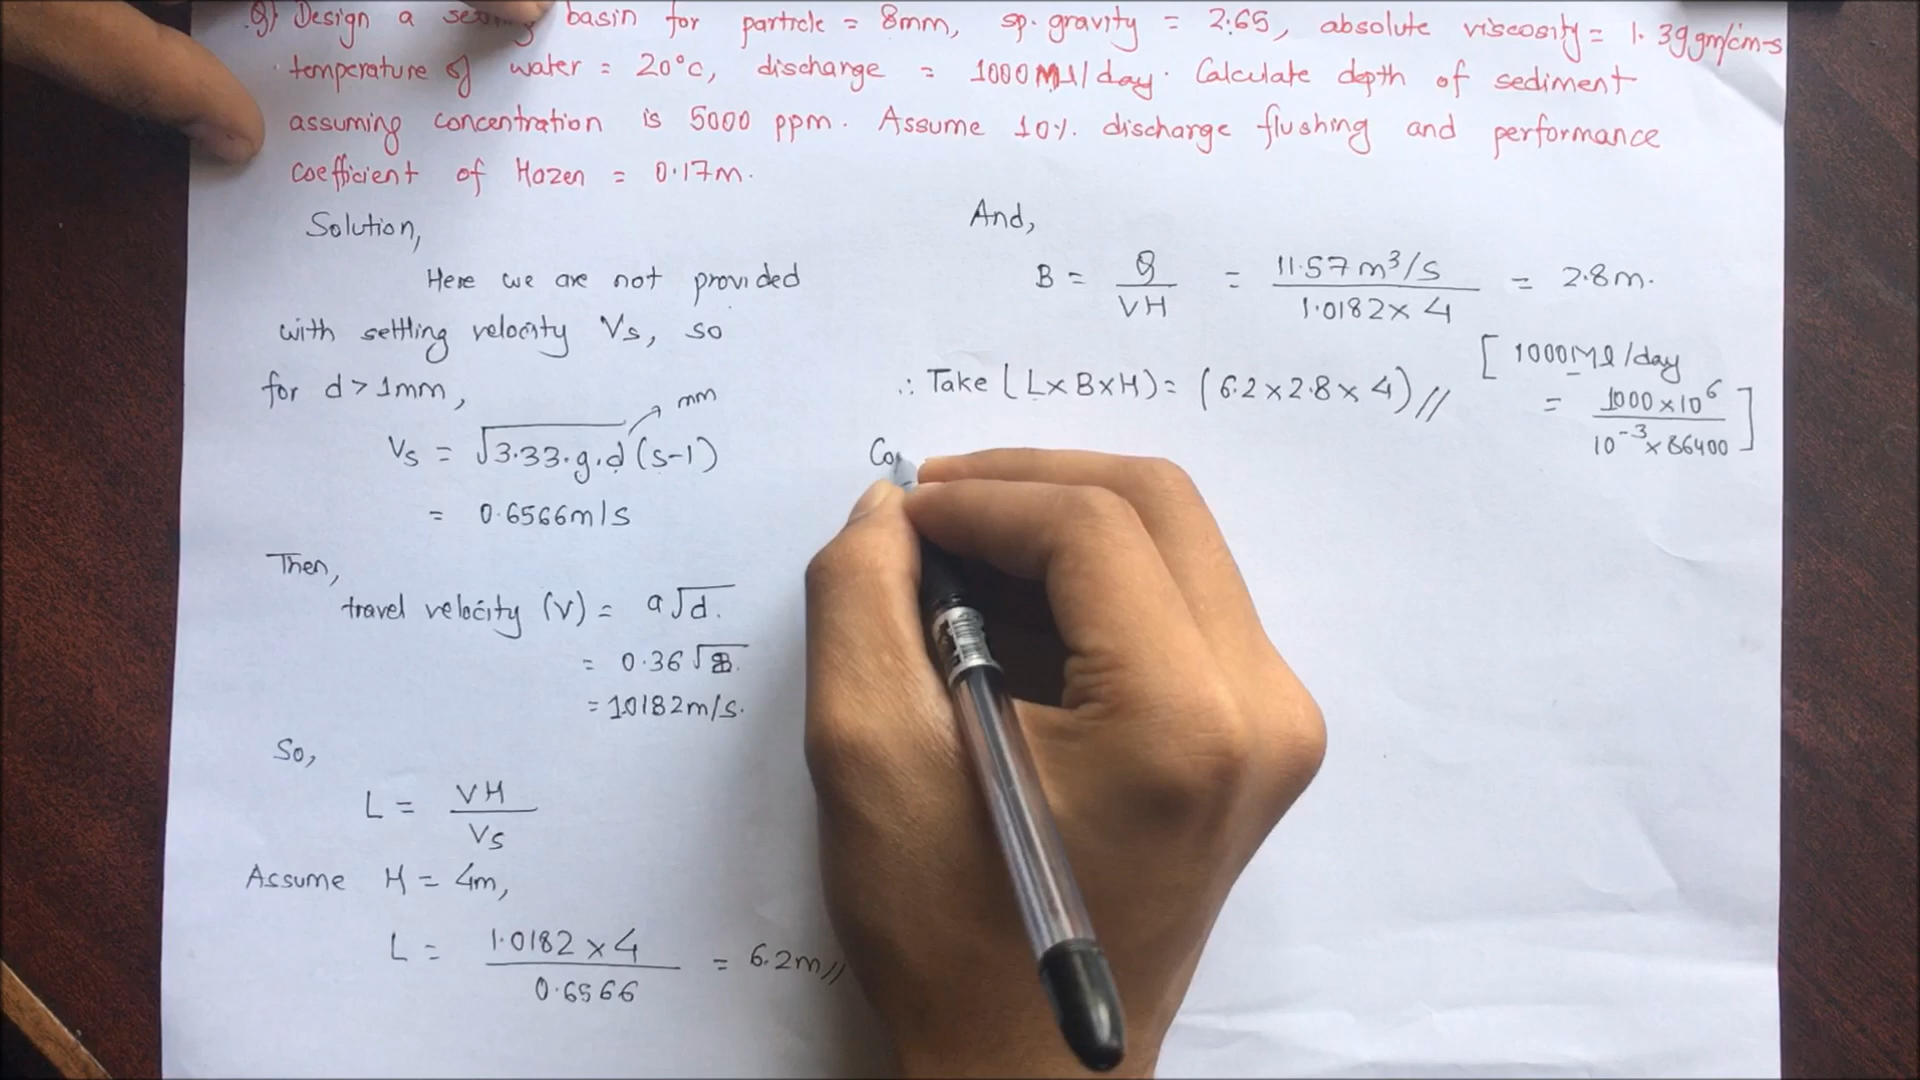 Q) Design a basin for particle = 8mm, sp. gravity = 2.65, absolute viscosity = 1.39gm/cm-s
temperature of water = 20°C, discharge = 1000Ml/day. Calculate depth of sediment
assuming concentration is 5000 ppm. Assume 10% discharge flushing and performance
coefficient of Hazen = 0.17m.
Solution,
Here we are not provided
with settling velocity Vs, so
for d > 1mm,
mm
Vs = √3.33.g.d (s-1)
= 0.6566m/s
Then,
travel velocity (V) = a√d.
= 0.36√8.
= 1.0182m/s.
So,
L = VH / Vs
Assume H = 4m,
L = 1.0182 × 4 / 0.6566 = 6.2m //
And,
B = Q / VH = 11.57 m³/s / 1.0182 × 4 = 2.8m.
[ 1000Ml/day
= 1000 × 10⁶ / 10⁻³ × 86400 ]
∴ Take (L×B×H) = (6.2 × 2.8 × 4) //
Co